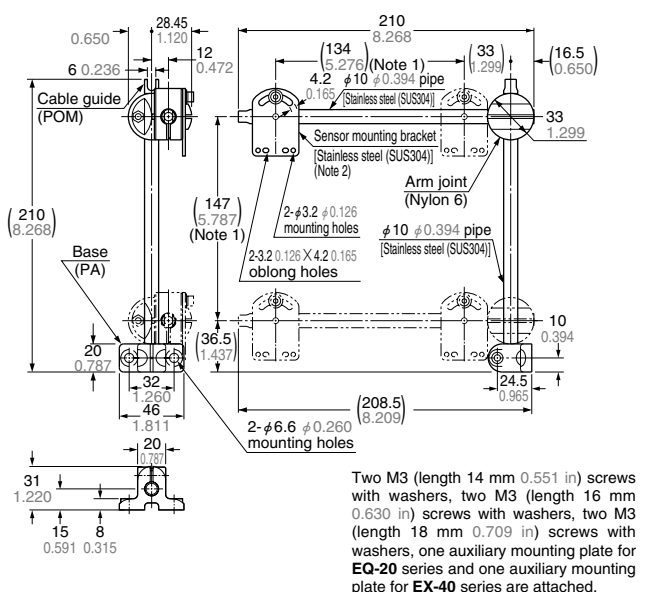 28.45
0.650 1.120
12
0.472
6 0.236
Cable guide
(POM)
210
8.268
(134
5.276)(Note 1)
(33
1.299)
(16.5
0.650)
4.2
0.165
φ10 φ0.394 pipe
[Stainless steel (SUS304)]
33
1.299
Sensor mounting bracket
[Stainless steel (SUS304)]
(Note 2)
Arm joint
(Nylon 6)
(210
8.268)
(147
5.787)
(Note 1)
2-φ3.2 φ0.126
mounting holes
φ10 φ0.394 pipe
[Stainless steel (SUS304)]
2-3.2 0.126 X 4.2 0.165
oblong holes
Base
(PA)
20
0.787
(36.5
1.437)
10
0.394
32
1.260
46
1.811
24.5
0.965
(208.5)
8.209
2-φ6.6 φ0.260
mounting holes
20
0.787
31
1.220
15
0.591
8
0.315
Two M3 (length 14 mm 0.551 in) screws
with washers, two M3 (length 16 mm
0.630 in) screws with washers, two M3
(length 18 mm 0.709 in) screws with
washers, one auxiliary mounting plate for
EQ-20 series and one auxiliary mounting
plate for EX-40 series are attached.